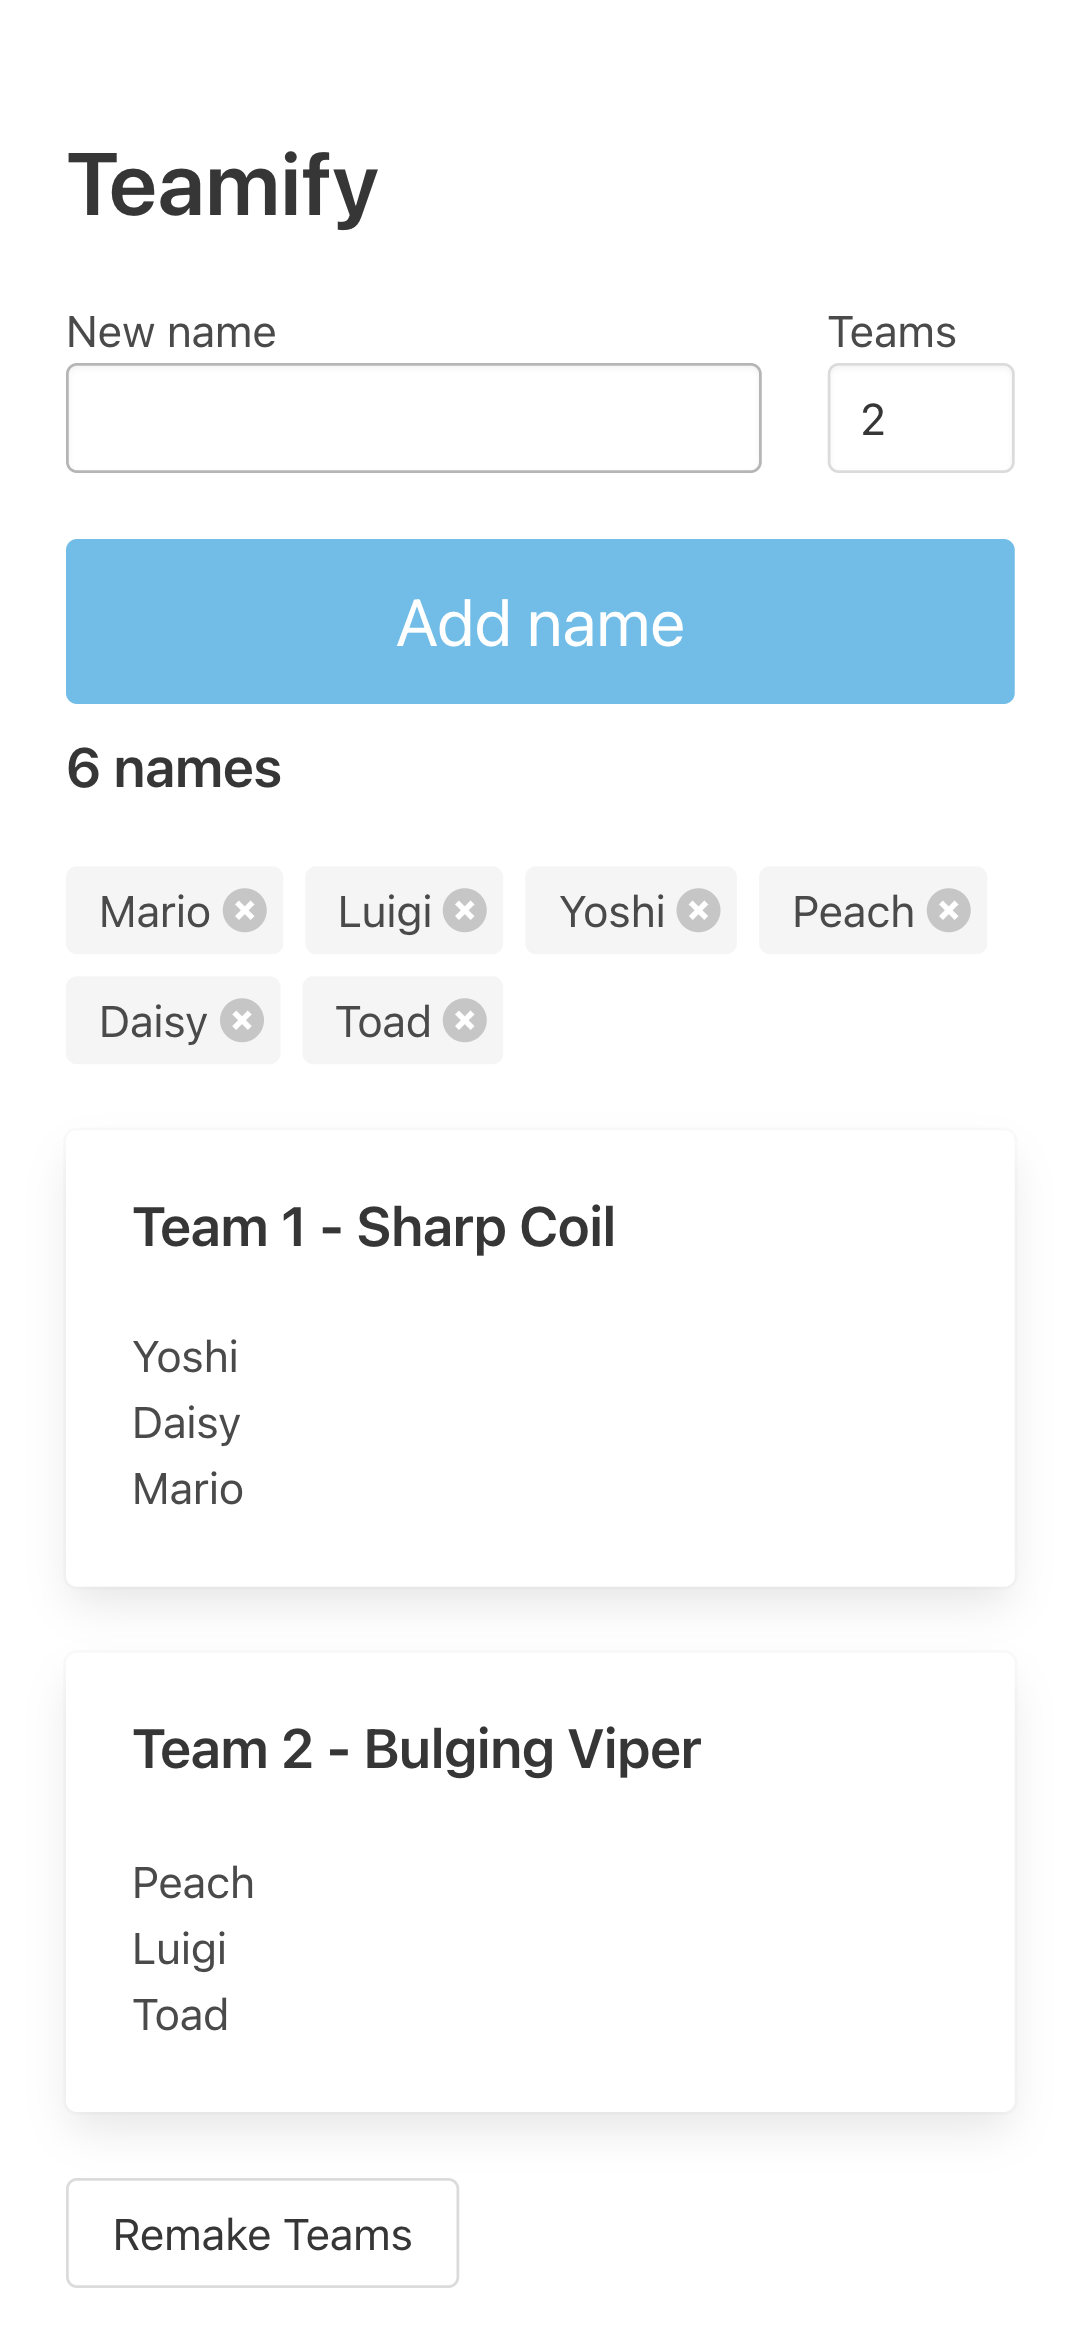 Teamify
New name
Teams
2
Add name
6 names
Mario Luigi Yoshi Peach
Daisy Toad
Team 1 - Sharp Coil
Yoshi
Daisy
Mario
Team 2 - Bulging Viper
Peach
Luigi
Toad
Remake Teams